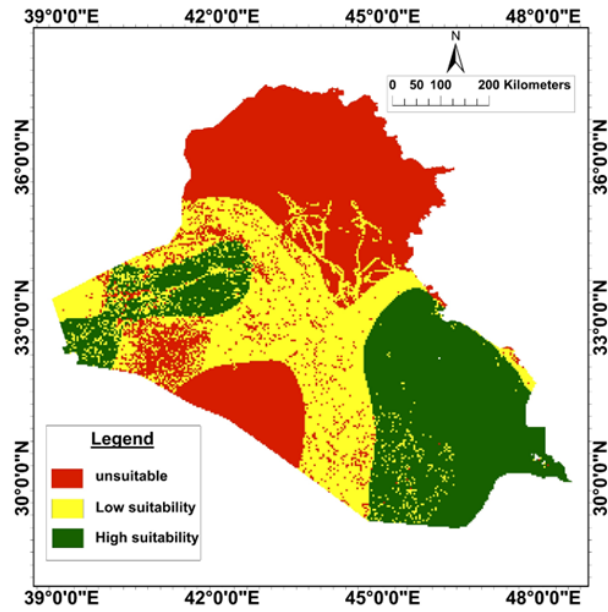 39°0'0"E 42°0'0"E 45°0'0"E 48°0'0"E
N
0 50 100 200 Kilometers
36°0'0"N 36°0'0"N
33°0'0"N 33°0'0"N
30°0'0"N 30°0'0"N
Legend
unsuitable
Low suitability
High suitability
39°0'0"E 42°0'0"E 45°0'0"E 48°0'0"E